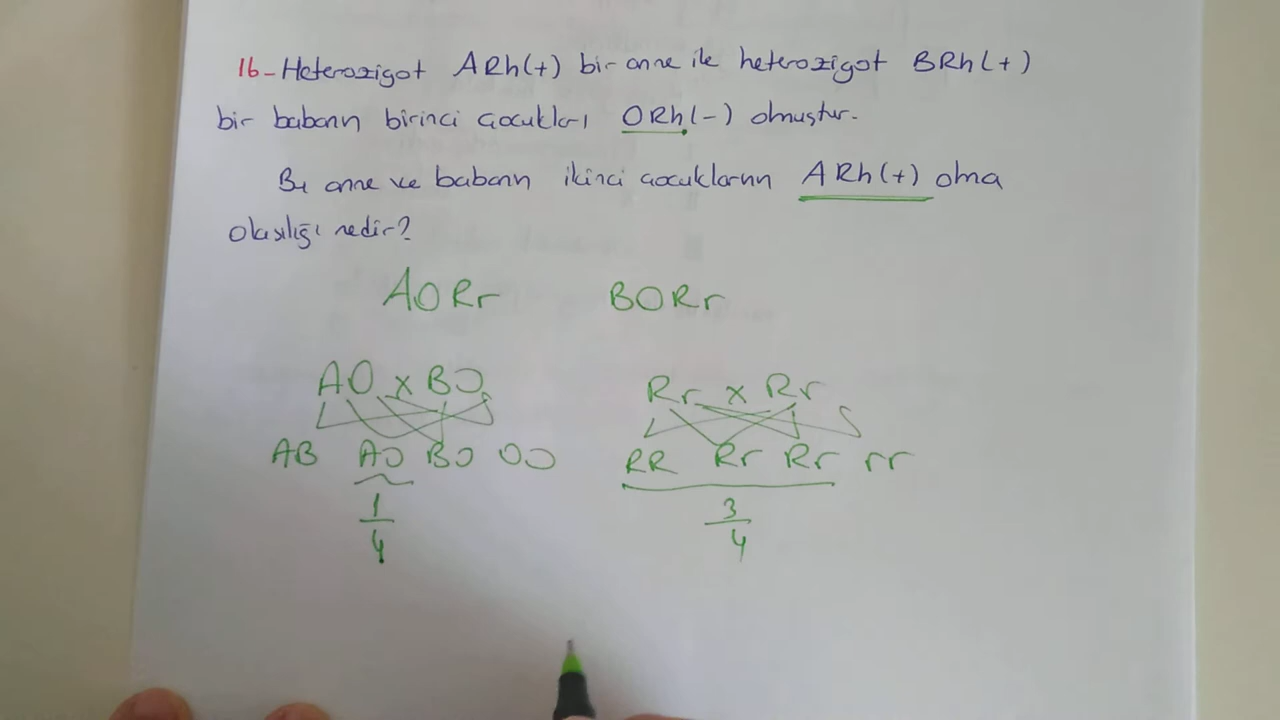 16- Heterozigot ARh(+) bir anne ile heterozigot BRh(+)
bir babanın birinci çocukları ORh(-) olmuştur.
Bu anne ve babanın ikinci çocuklarının ARh(+) olma
olasılığı nedir?
AORr BORr
AO x BO Rr x Rr
AB AO BO OO RR Rr Rr rr
1/4 3/4